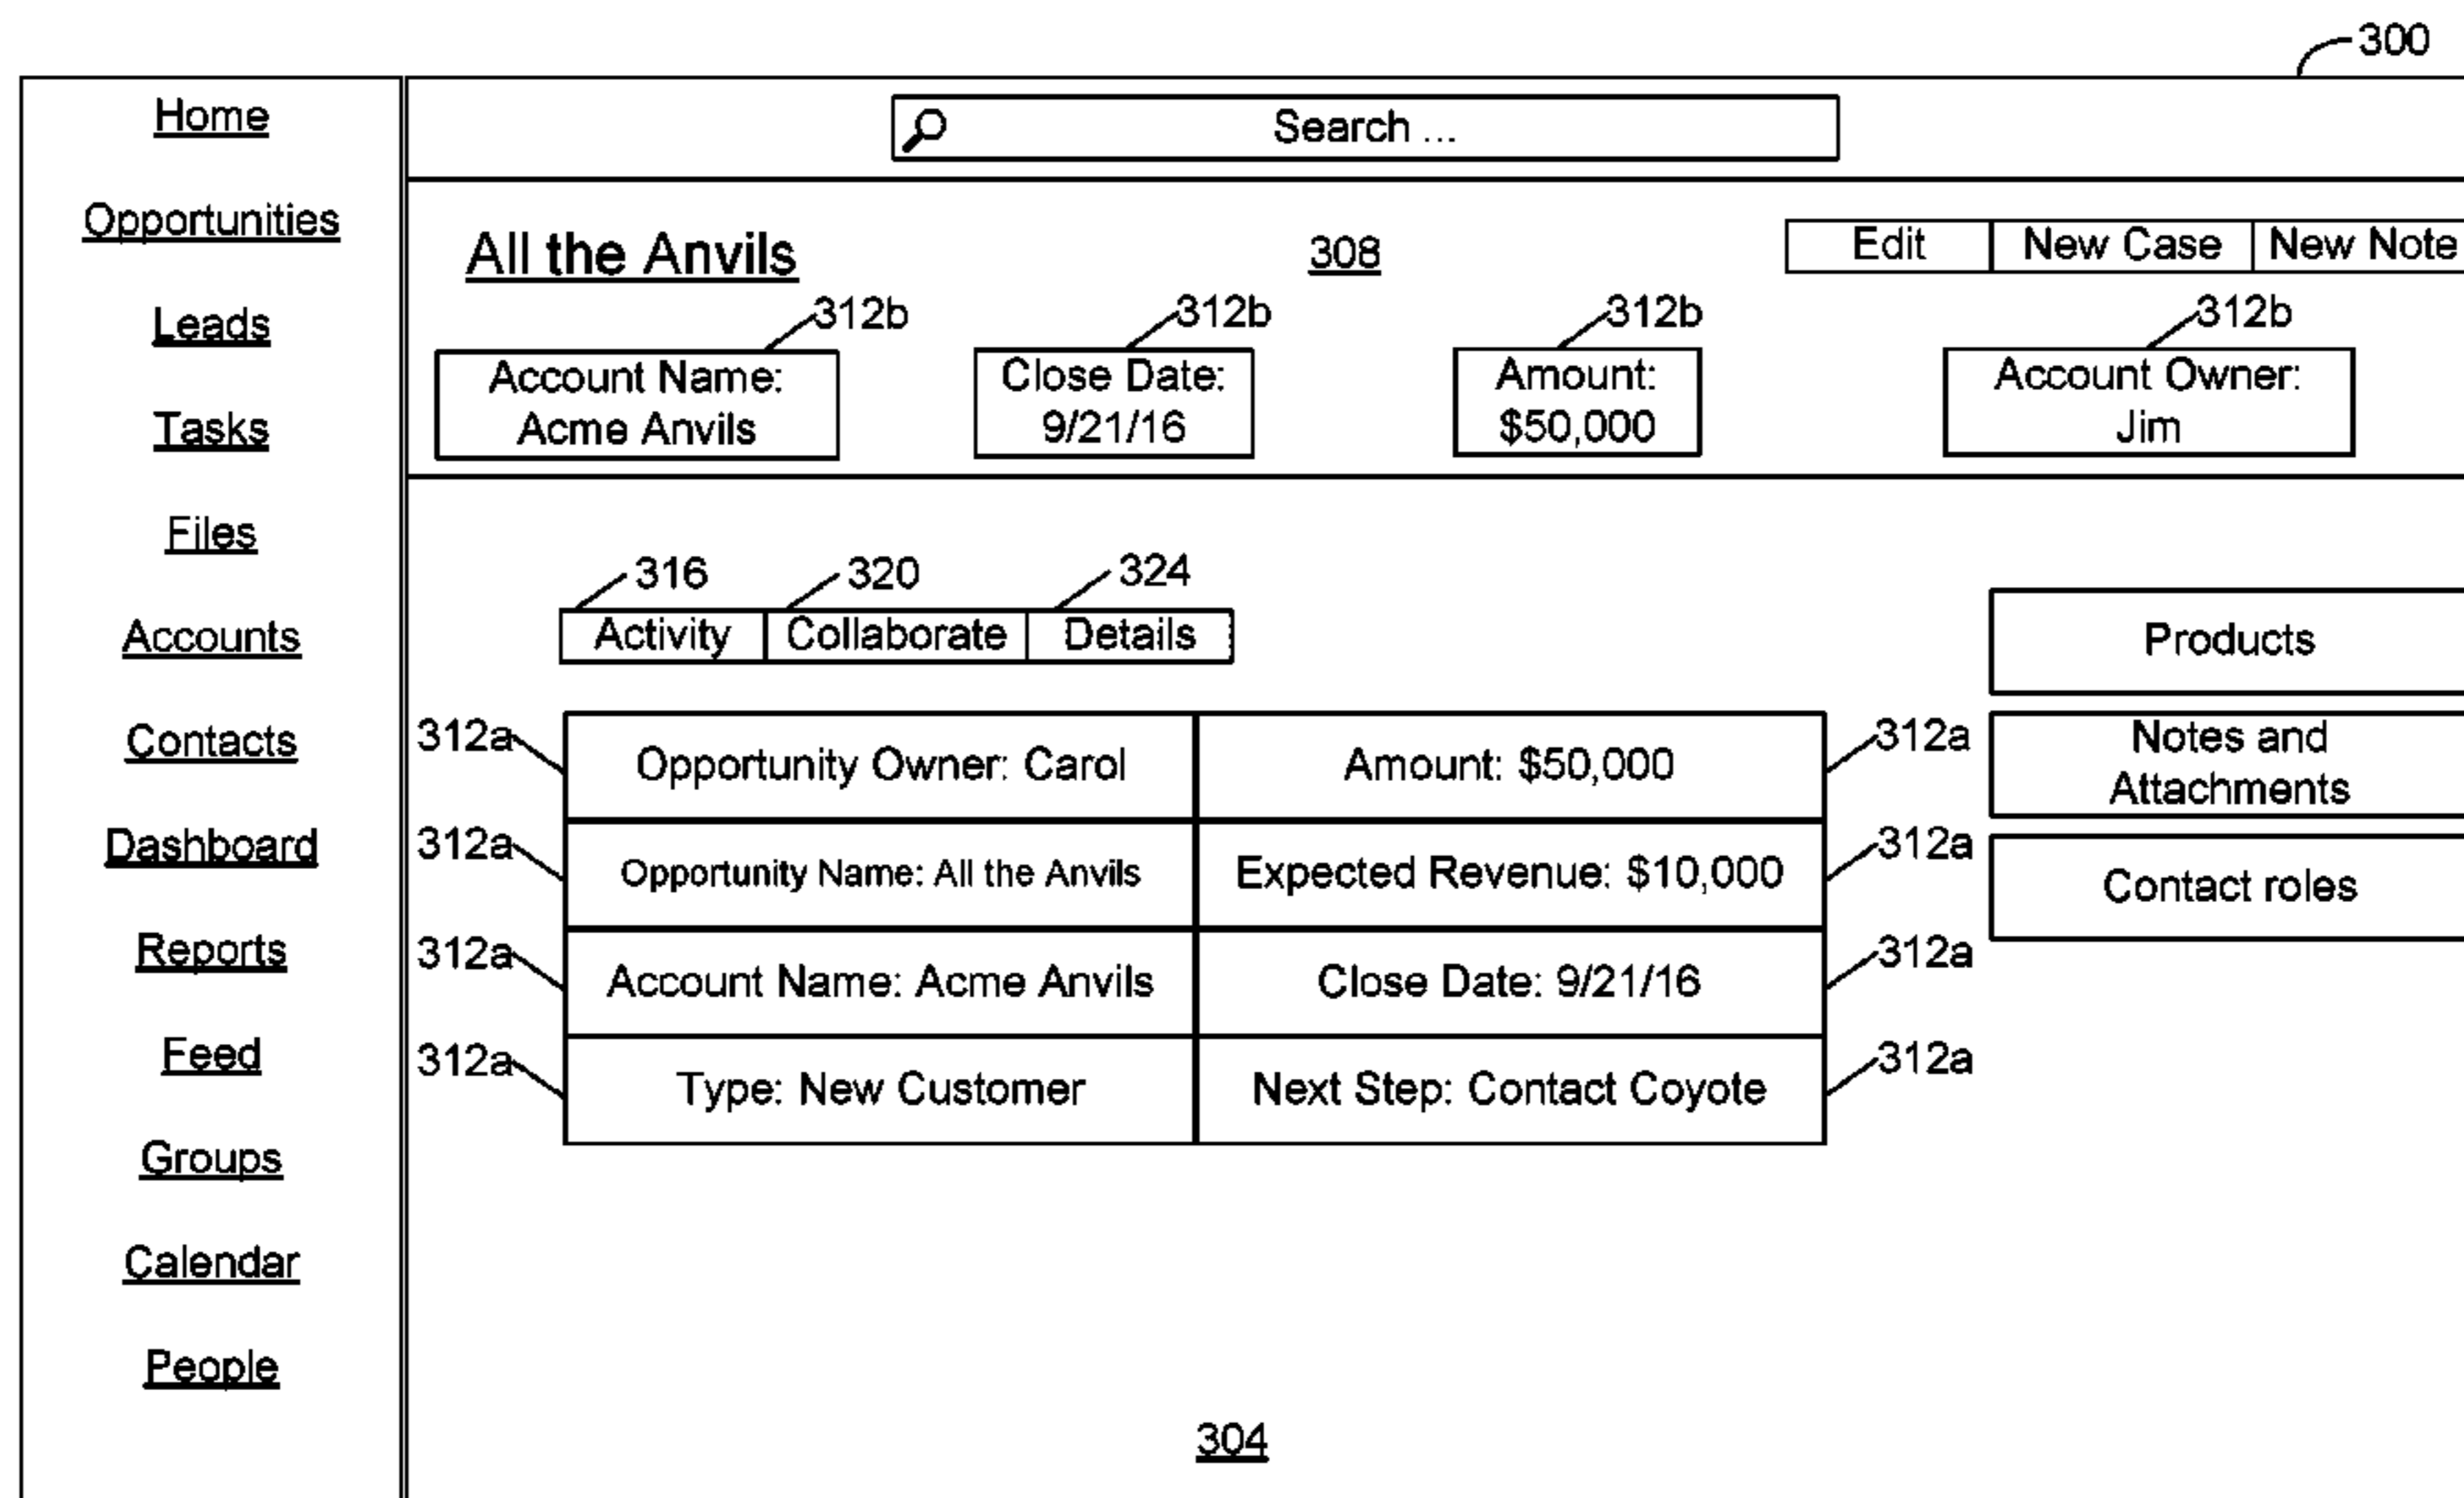 300
Home
Opportunities
Leads
Tasks
Files
Accounts
Contacts
Dashboard
Reports
Feed
Groups
Calendar
People
Search ...
All the Anvils
308
Edit
New Case
New Note
312b
312b
312b
312b
Account Name:
Acme Anvils
Close Date:
9/21/16
Amount:
$50,000
Account Owner:
Jim
316
320
324
Activity
Collaborate
Details
312a
Opportunity Owner: Carol
Amount: $50,000
312a
312a
Opportunity Name: All the Anvils
Expected Revenue: $10,000
312a
312a
Account Name: Acme Anvils
Close Date: 9/21/16
312a
312a
Type: New Customer
Next Step: Contact Coyote
312a
Products
Notes and
Attachments
Contact roles
304